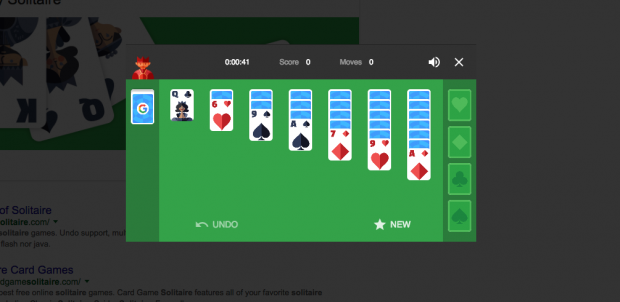 y Solitaire
0:00:41 Score 0 Moves 0
Q 6 9 A 7 9 A
G
K
UNDO NEW
of Solitaire
solitaire.com/
solitaire games. Undo support, mul
flash nor java.
re Card Games
rdgamesolitaire.com/
best free online solitaire games. Card Game Solitaire features all of your favorite solitaire